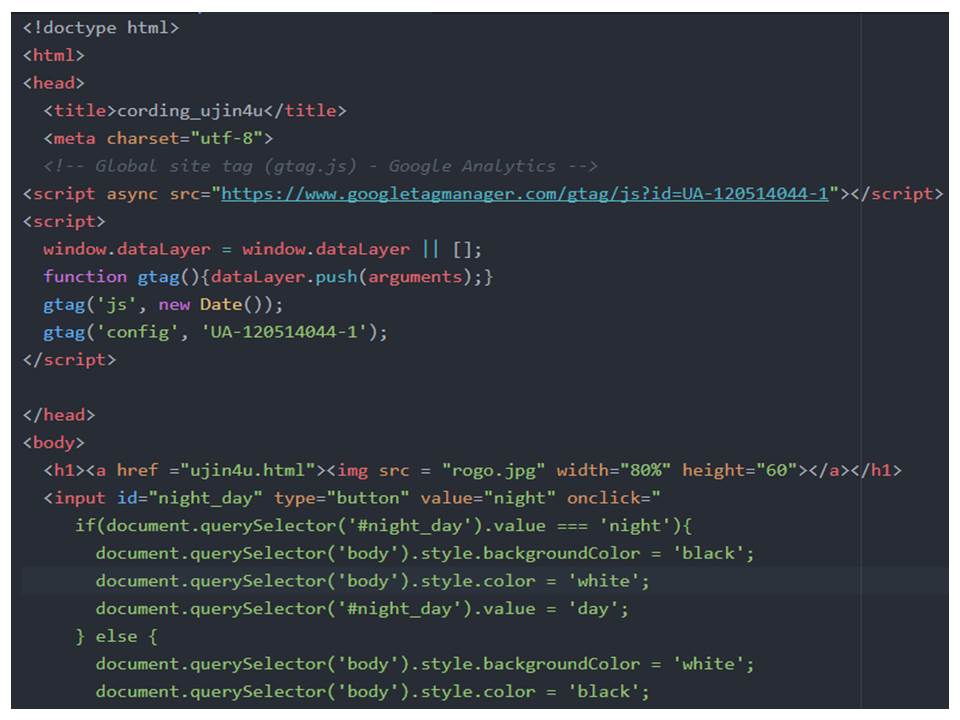 <!doctype html>
<html>
<head>
  <title>cording_ujin4u</title>
  <meta charset="utf-8">
  <!-- Global site tag (gtag.js) - Google Analytics -->
<script async src="https://www.googletagmanager.com/gtag/js?id=UA-120514044-1"></script>
<script>
  window.dataLayer = window.dataLayer || [];
  function gtag(){dataLayer.push(arguments);}
  gtag('js', new Date());
  gtag('config', 'UA-120514044-1');
</script>

</head>
<body>
  <h1><a href ="ujin4u.html"><img src = "rogo.jpg" width="80%" height="60"></a></h1>
  <input id="night_day" type="button" value="night" onclick="
     if(document.querySelector('#night_day').value === 'night'){
       document.querySelector('body').style.backgroundColor = 'black';
       document.querySelector('body').style.color = 'white';
       document.querySelector('#night_day').value = 'day';
     } else {
       document.querySelector('body').style.backgroundColor = 'white';
       document.querySelector('body').style.color = 'black';